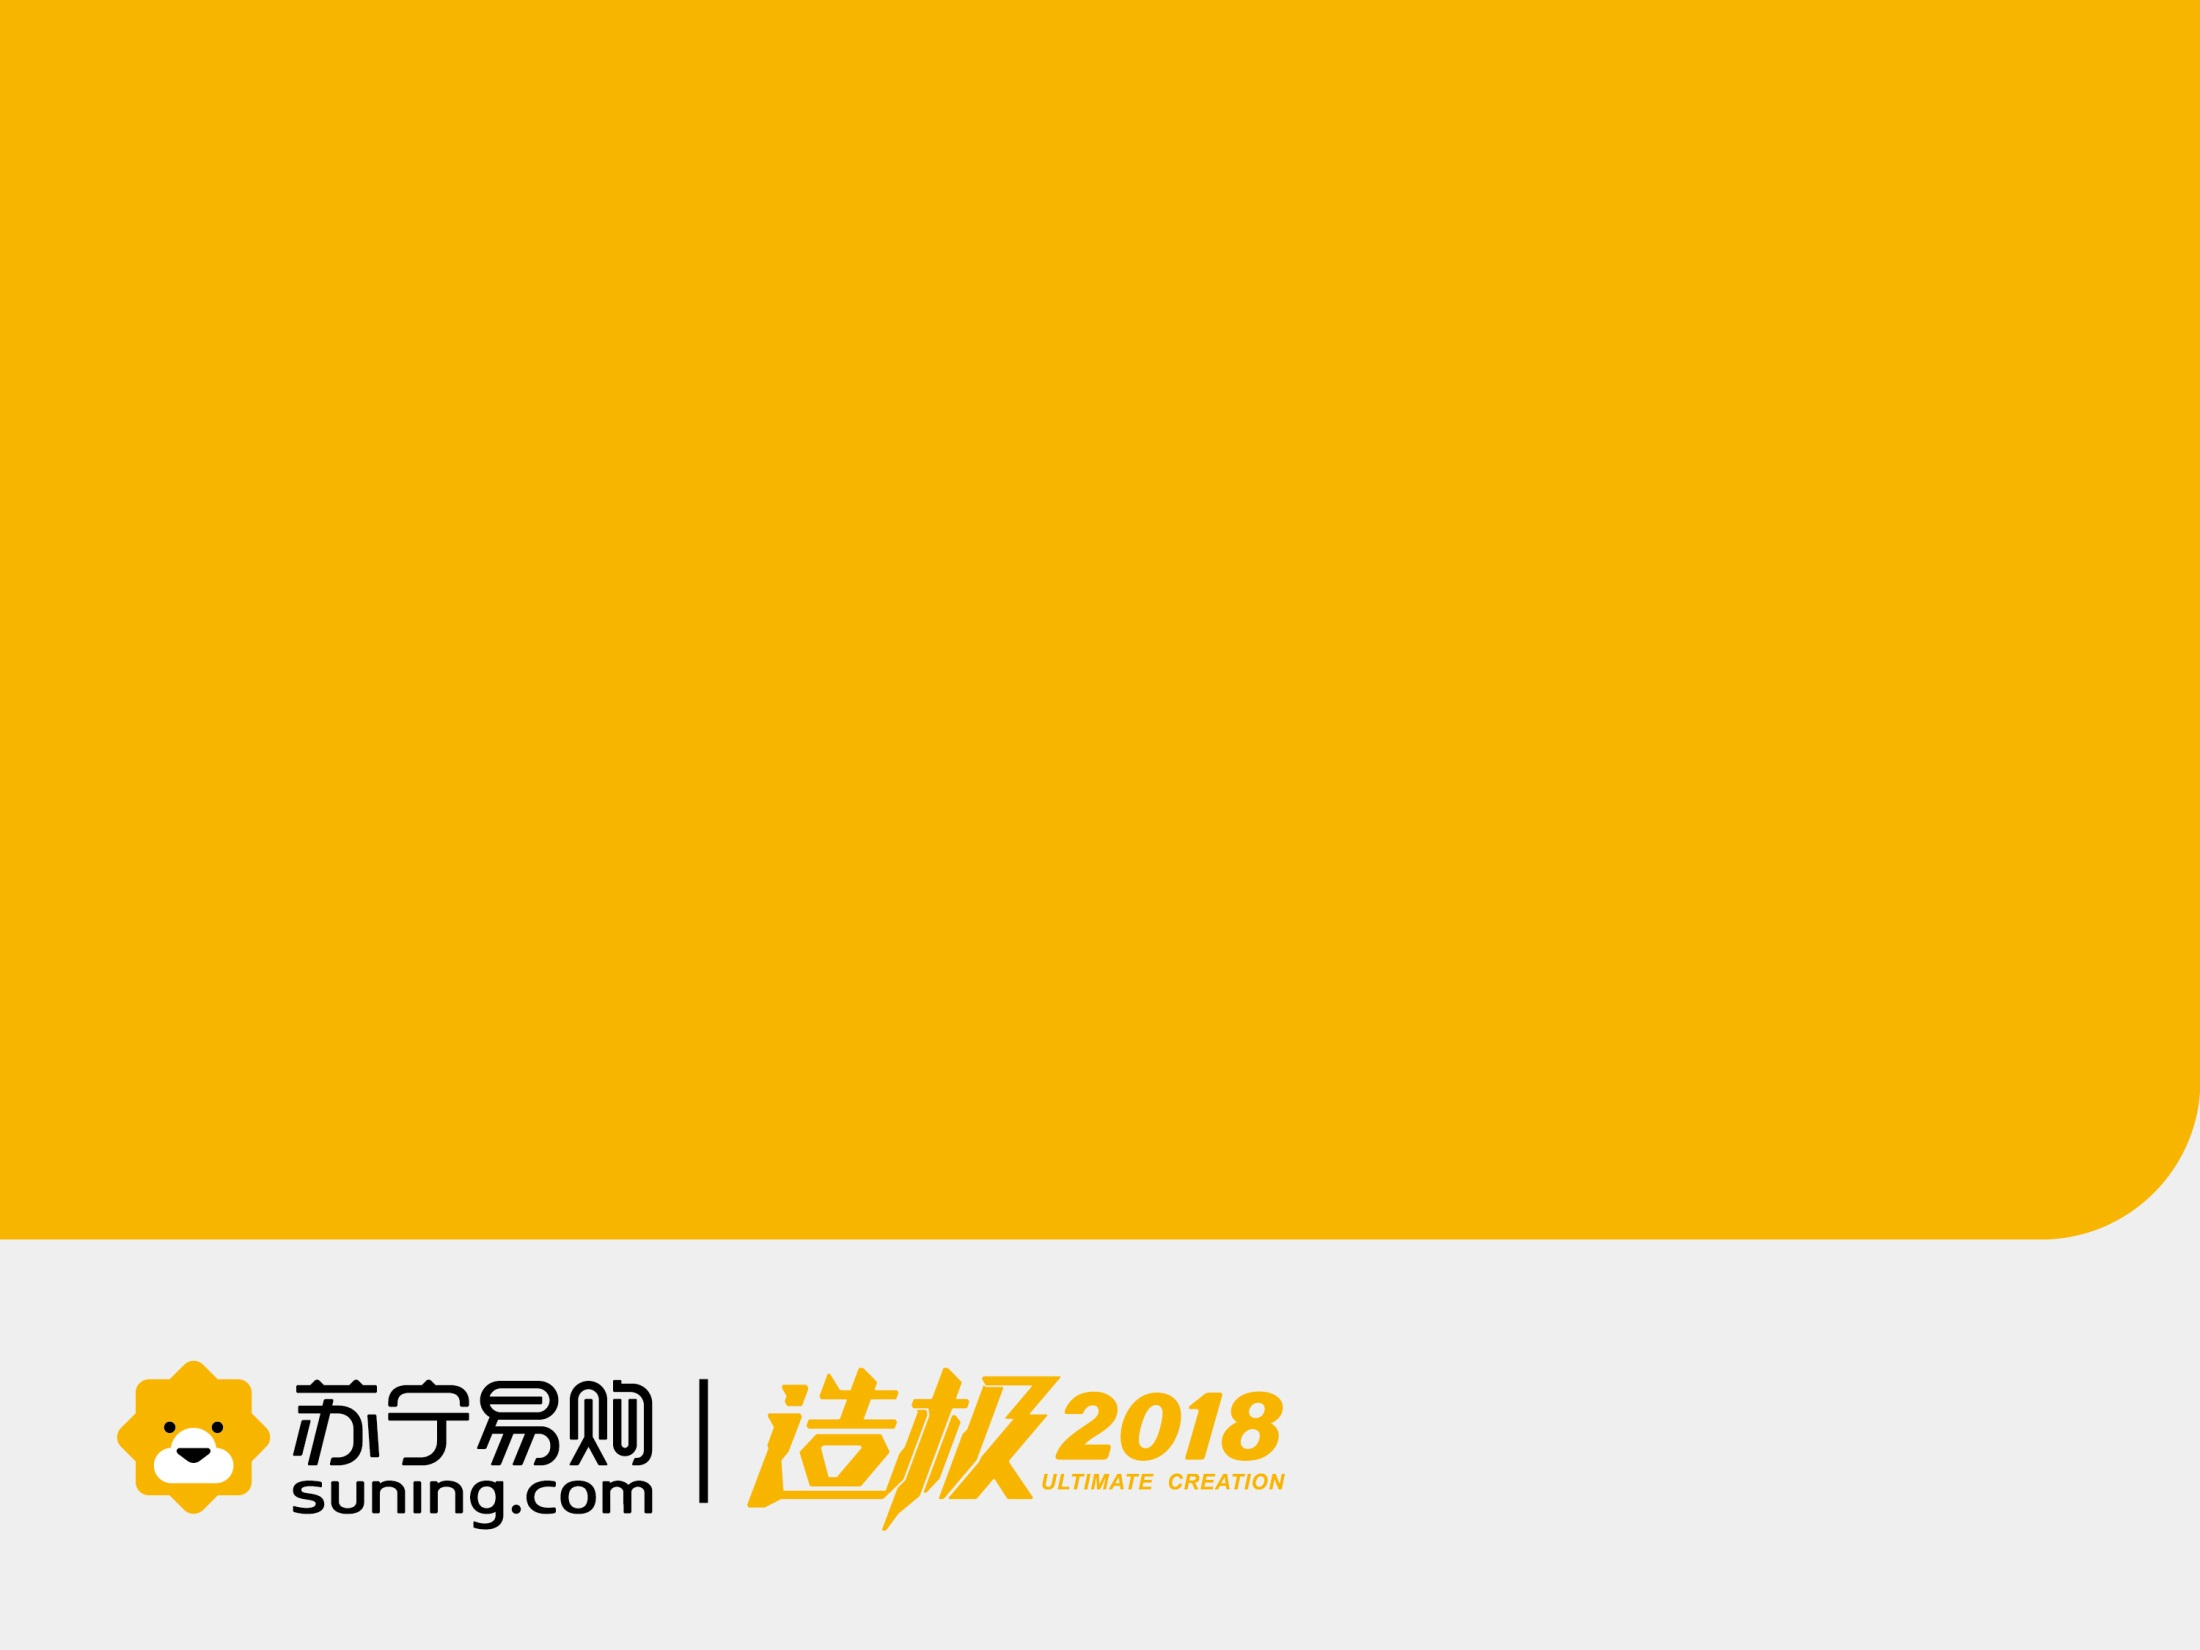 苏宁易购
suning.com
造极2018
ULTIMATE CREATION